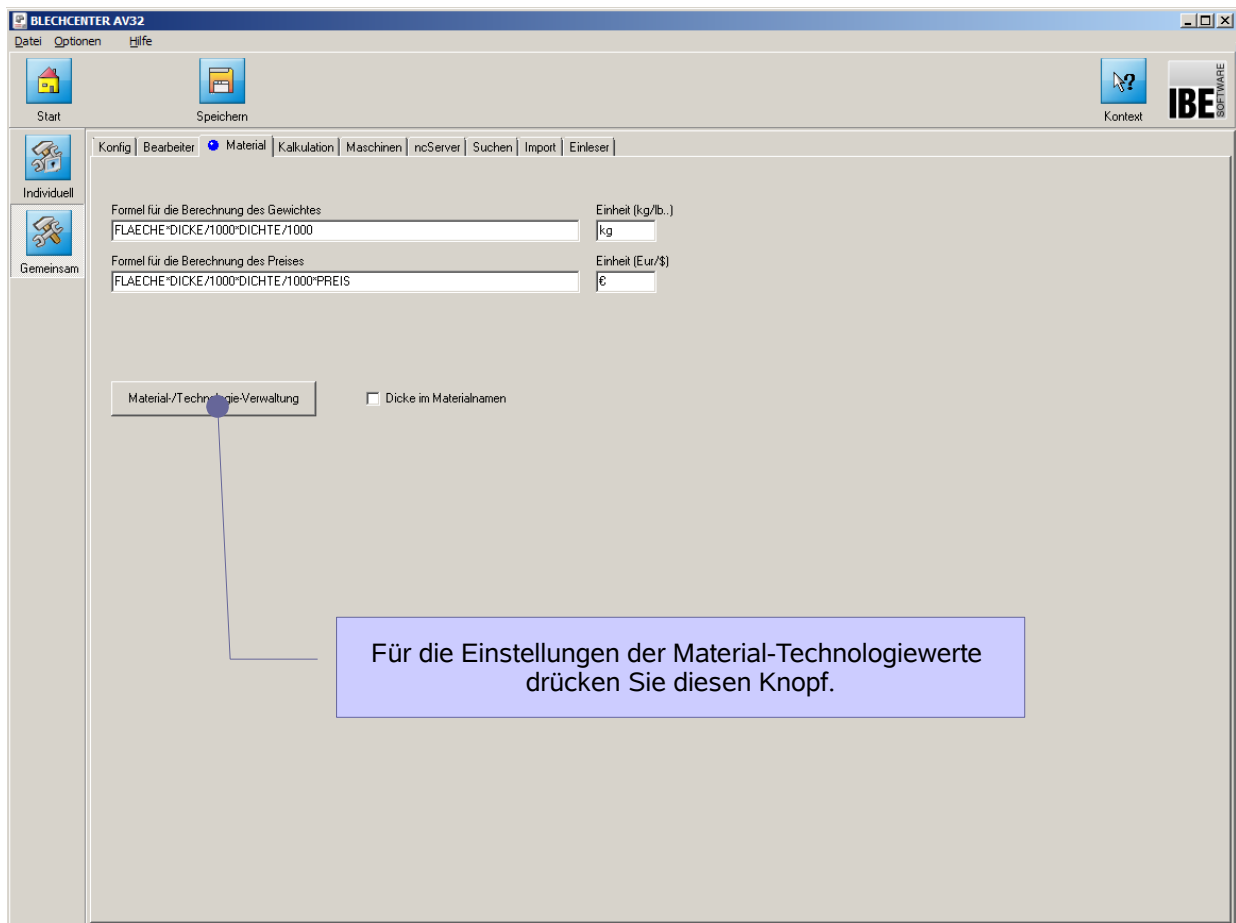 BLECHCENTER AV32
Datei Optionen Hilfe
Start Speichern Kontext
IBE SOFTWARE
Individuell
Gemeinsam
Konfig Bearbeiter Material Kalkulation Maschinen ncServer Suchen Import Einleser
Formel für die Berechnung des Gewichtes Einheit (kg/lb..)
FLAECHE*DICKE/1000*DICHTE/1000 kg
Formel für die Berechnung des Preises Einheit (Eur/$)
FLAECHE*DICKE/1000*DICHTE/1000*PREIS €
Material-/Technologie-Verwaltung Dicke im Materialnamen
Für die Einstellungen der Material-Technologiewerte
drücken Sie diesen Knopf.